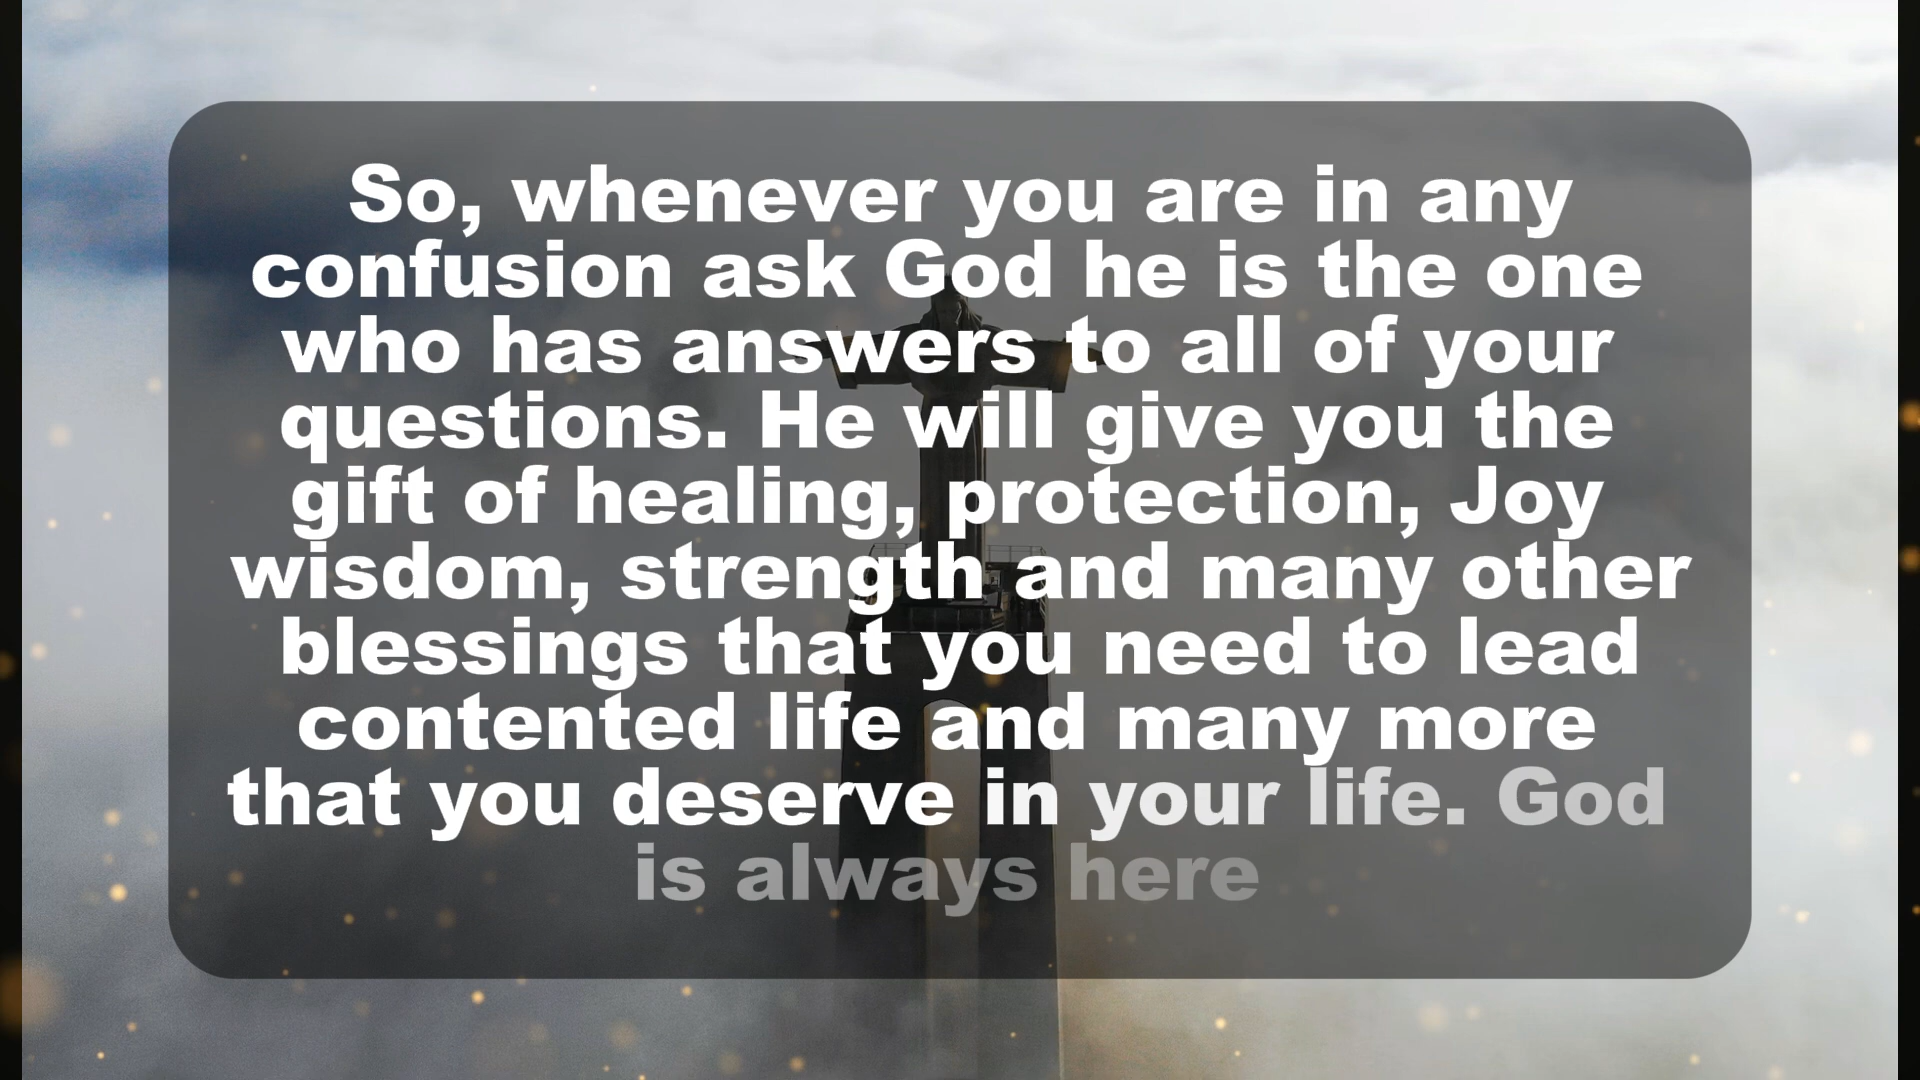 So, whenever you are in any
confusion ask God he is the one
who has answers to all of your
questions. He will give you the
gift of healing, protection, Joy
wisdom, strength and many other
blessings that you need to lead
contented life and many more
that you deserve in your life. God
is always here